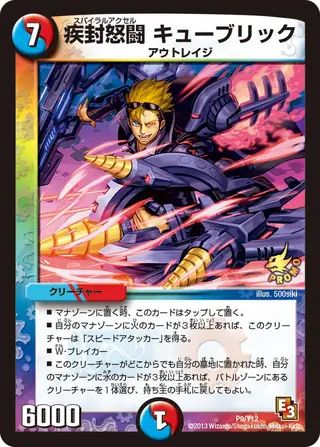 7
スパイラルアクセル
疾封怒闘 キューブリック
アウトレイジ
PROMO
illus. 500siki
クリーチャー
■ マナゾーンに置く時、このカードはタップして置く。
■ 自分のマナゾーンに火のカードが3枚以上あれば、このクリーチャーは「スピードアタッカー」を得る。
■ W・ブレイカー
■ このクリーチャーがどこからでも自分の墓地に置かれた時、自分のマナゾーンに水のカードが3枚以上あれば、バトルゾーンにあるクリーチャーを1体選び、持ち主の手札に戻してもよい。
6000
1
E3
P9/Y12
©2013 Wizards/Shogakukan/Mitsui-Kids